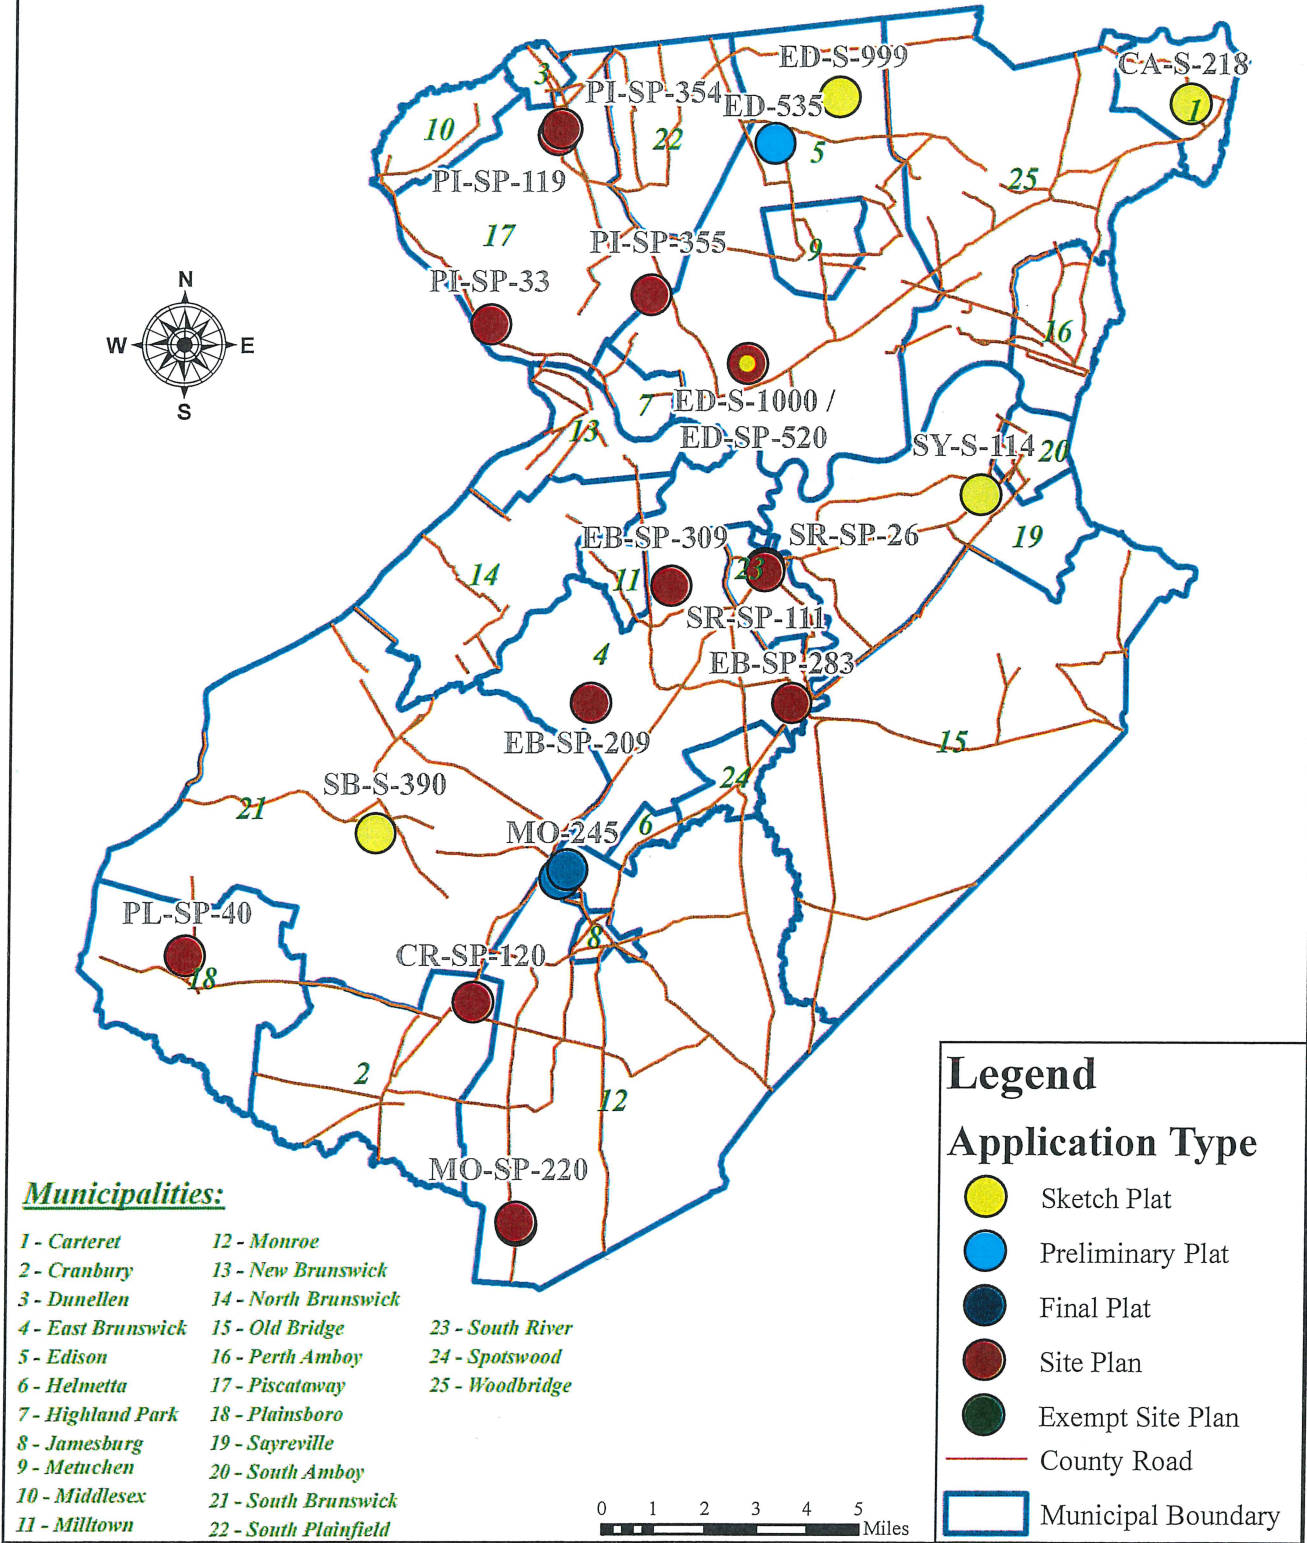 ED-S-999
CA-S-218
3
PI-SP-354
ED-535
1
10
22
5
25
PI-SP-119
17
PI-SP-355
9
PI-SP-33
N
W E
S
16
7
ED-S-1000 /
ED-SP-520
13
SY-S-114
20
EB-SP-309
SR-SP-26
19
14
11
23
SR-SP-111
4
EB-SP-283
EB-SP-209
15
SB-S-390
24
21
MO-245
6
PL-SP-40
8
CR-SP-120
18
2
12
MO-SP-220
Municipalities:
1 - Carteret
2 - Cranbury
3 - Dunellen
4 - East Brunswick
5 - Edison
6 - Helmetta
7 - Highland Park
8 - Jamesburg
9 - Metuchen
10 - Middlesex
11 - Milltown
12 - Monroe
13 - New Brunswick
14 - North Brunswick
15 - Old Bridge
16 - Perth Amboy
17 - Piscataway
18 - Plainsboro
19 - Sayreville
20 - South Amboy
21 - South Brunswick
22 - South Plainfield
23 - South River
24 - Spotswood
25 - Woodbridge
0 1 2 3 4 5
Miles
Legend
Application Type
Sketch Plat
Preliminary Plat
Final Plat
Site Plan
Exempt Site Plan
County Road
Municipal Boundary